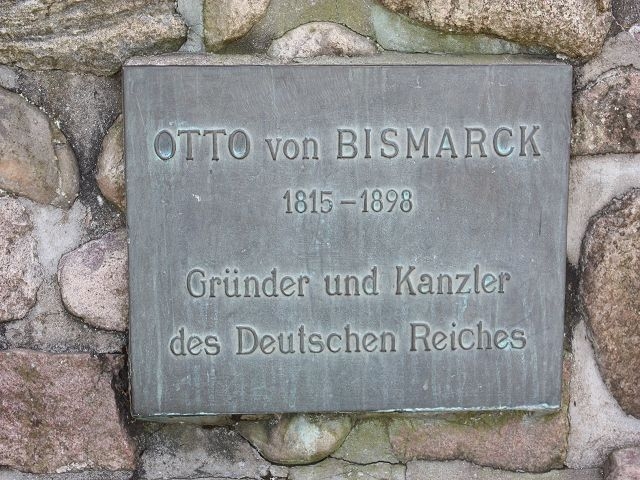 OTTO von BISMARCK
1815 – 1898
Gründer und Kanzler
des Deutschen Reiches